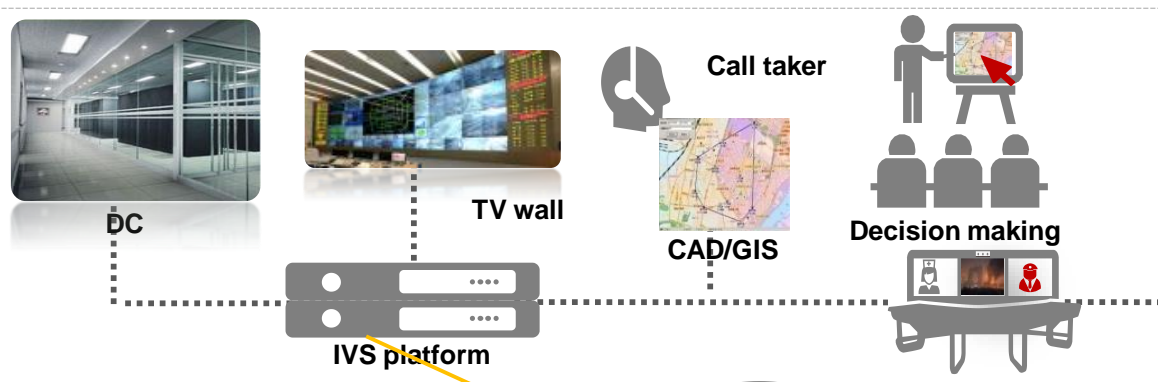 Call taker
TV wall
DC
CAD/GIS
Decision making
IVS platform